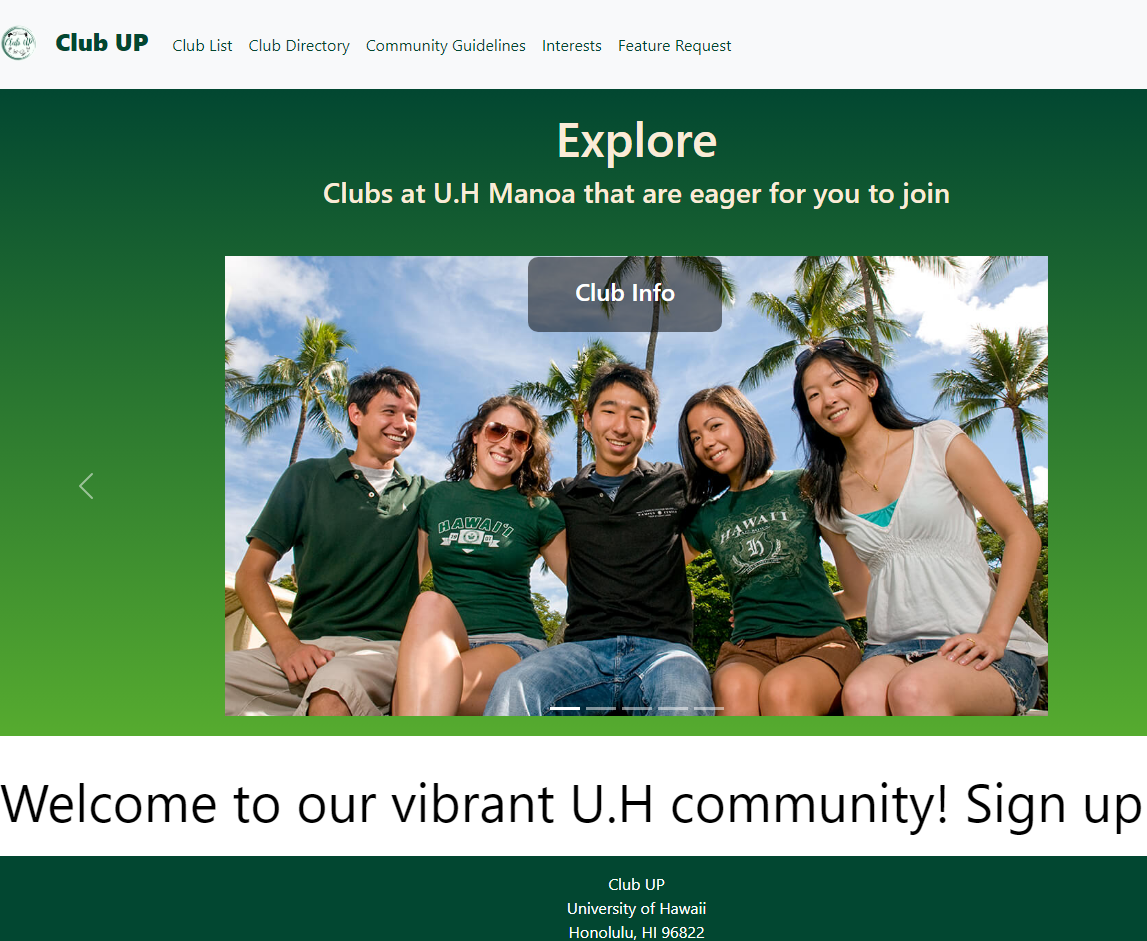 Club UP
Club UP Club List Club Directory Community Guidelines Interests Feature Request
Explore
Clubs at U.H Manoa that are eager for you to join
Club Info
HAWAI'I
HAWAI'I
H
Welcome to our vibrant U.H community! Sign up
Club UP
University of Hawaii
Honolulu, HI 96822